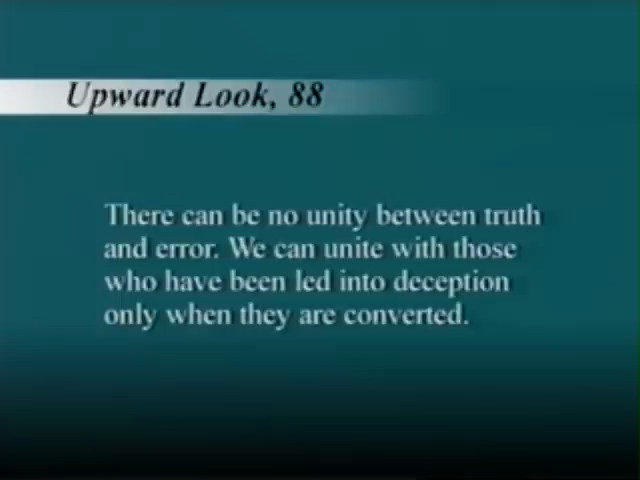 Upward Look, 88
There can be no unity between truth
and error. We can unite with those
who have been led into deception
only when they are converted.